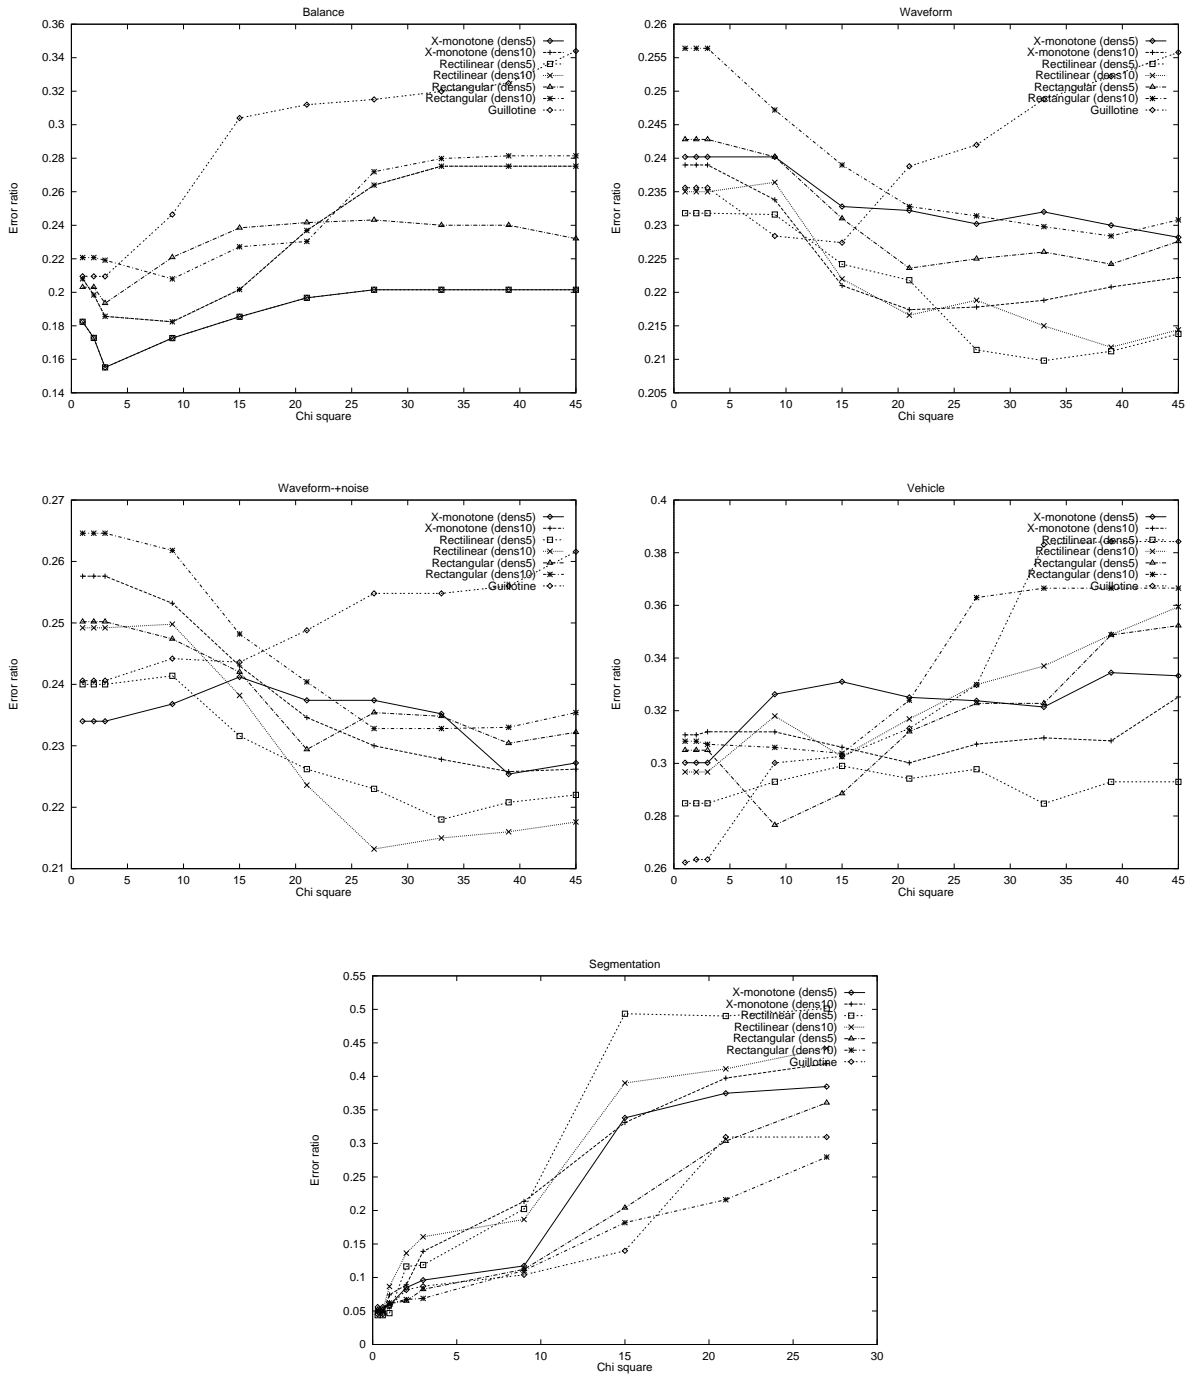 Balance
0.36
0.34
0.32
0.3
0.28
0.26
0.24
0.22
0.2
0.18
0.16
0.14
Error ratio
X-monotone (dens5)
X-monotone (dens10)
Rectilinear (dens5)
Rectilinear (dens10)
Rectangular (dens5)
Rectangular (dens10)
Guillotine
0 5 10 15 20 25 30 35 40 45
Chi square
Waveform
0.26
0.255
0.25
0.245
0.24
0.235
0.23
0.225
0.22
0.215
0.21
0.205
Error ratio
X-monotone (dens5)
X-monotone (dens10)
Rectilinear (dens5)
Rectilinear (dens10)
Rectangular (dens5)
Rectangular (dens10)
Guillotine
0 5 10 15 20 25 30 35 40 45
Chi square
Waveform-+noise
0.27
0.26
0.25
0.24
0.23
0.22
0.21
Error ratio
X-monotone (dens5)
X-monotone (dens10)
Rectilinear (dens5)
Rectilinear (dens10)
Rectangular (dens5)
Rectangular (dens10)
Guillotine
0 5 10 15 20 25 30 35 40 45
Chi square
Vehicle
0.4
0.38
0.36
0.34
0.32
0.3
0.28
0.26
Error ratio
X-monotone (dens5)
X-monotone (dens10)
Rectilinear (dens5)
Rectilinear (dens10)
Rectangular (dens5)
Rectangular (dens10)
Guillotine
0 5 10 15 20 25 30 35 40 45
Chi square
Segmentation
0.55
0.5
0.45
0.4
0.35
0.3
0.25
0.2
0.15
0.1
0.05
0
Error ratio
X-monotone (dens5)
X-monotone (dens10)
Rectilinear (dens5)
Rectilinear (dens10)
Rectangular (dens5)
Rectangular (dens10)
Guillotine
0 5 10 15 20 25 30
Chi square